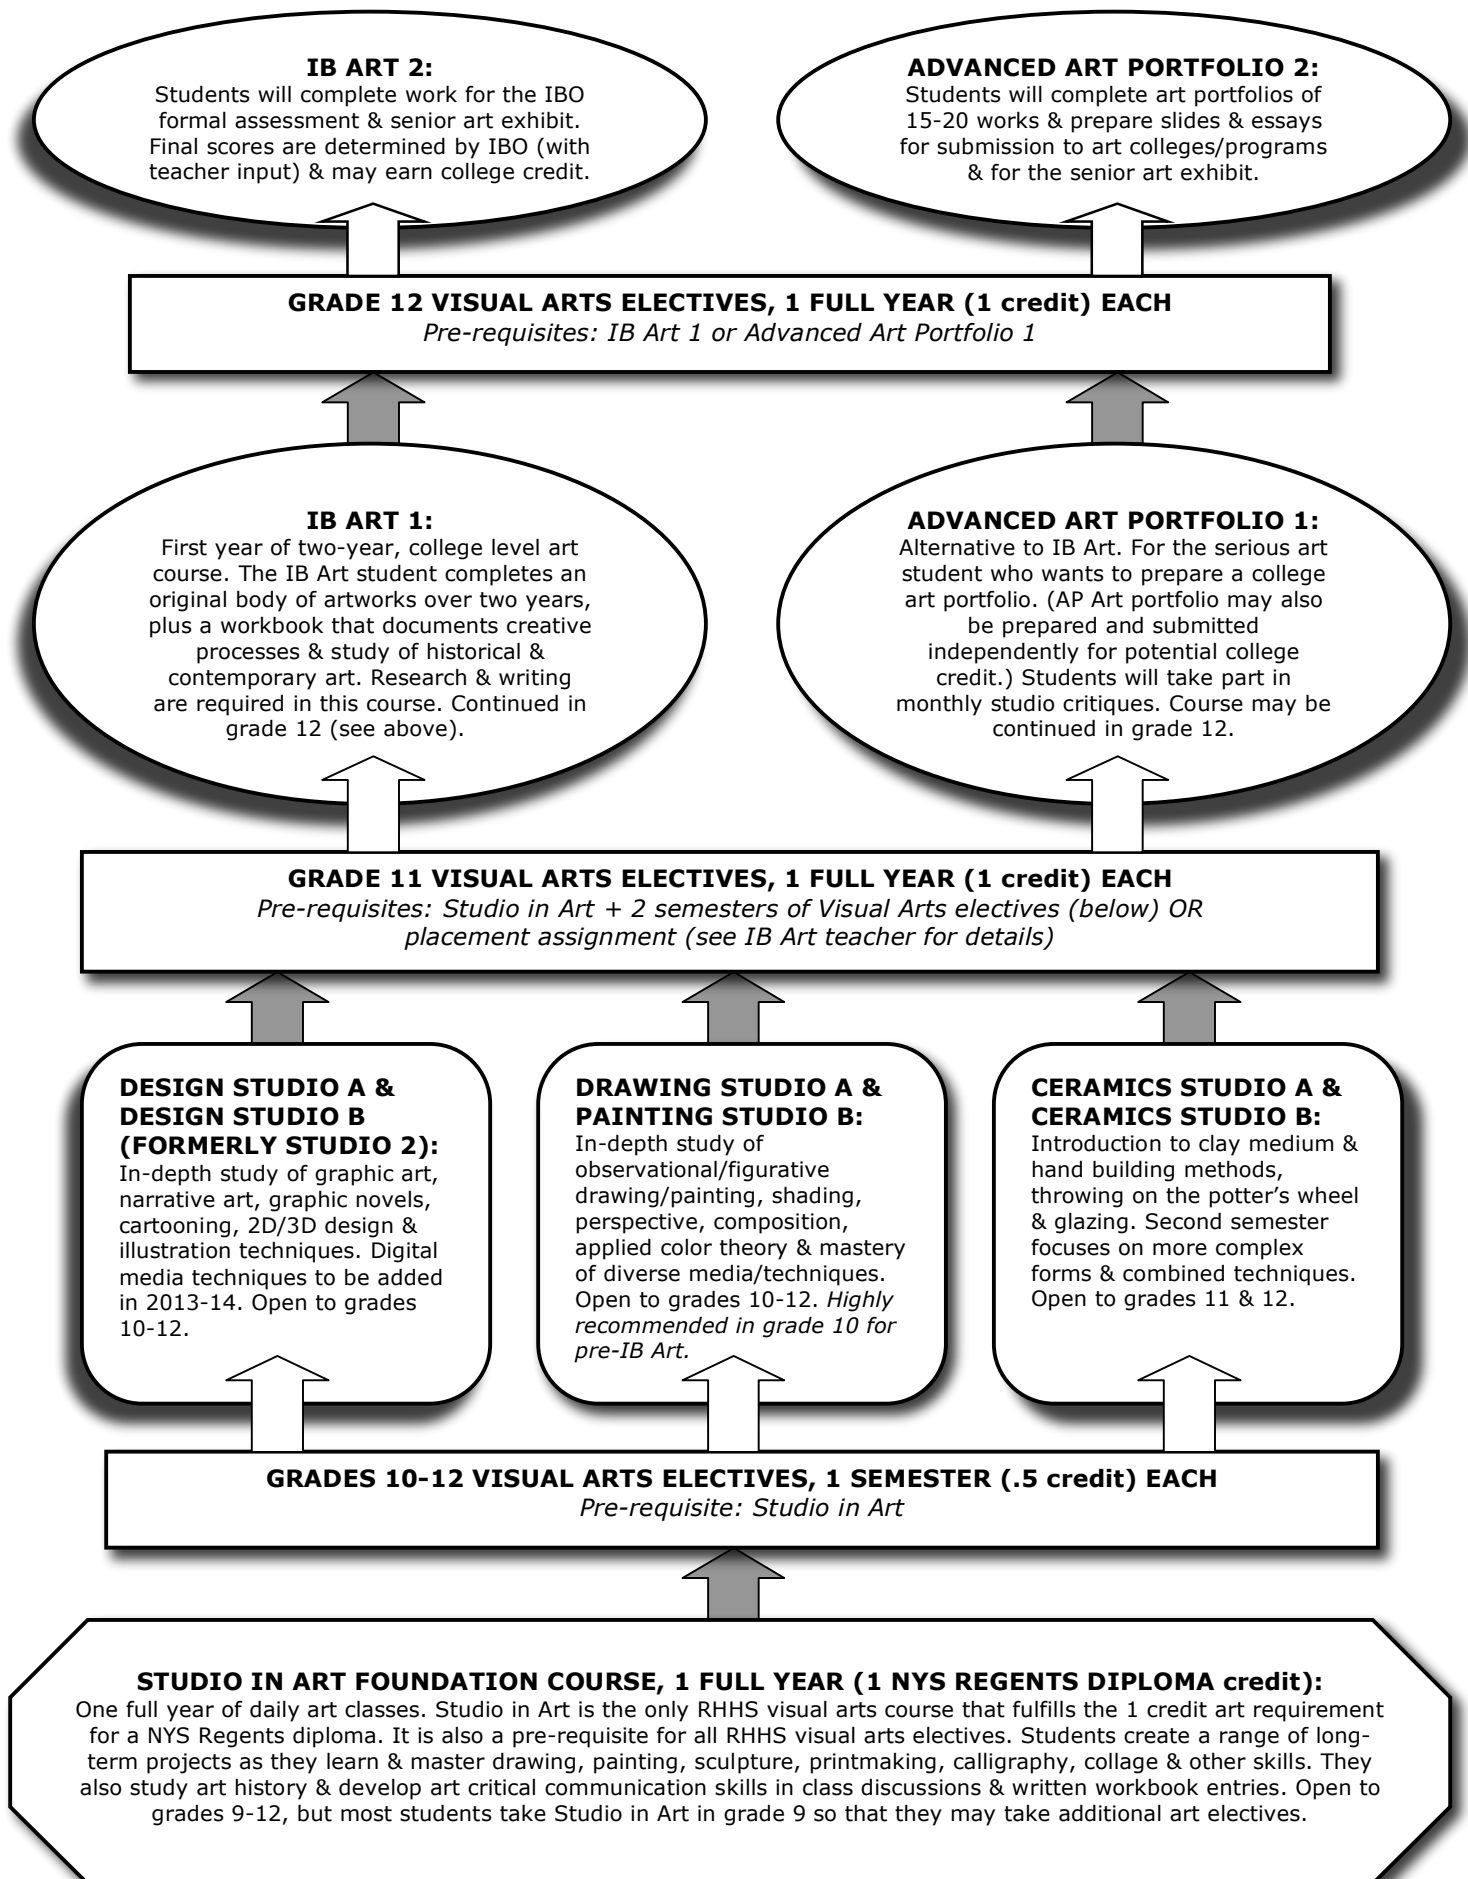 IB ART 2:
Students will complete work for the IBO
formal assessment & senior art exhibit.
Final scores are determined by IBO (with
teacher input) & may earn college credit.
ADVANCED ART PORTFOLIO 2:
Students will complete art portfolios of
15-20 works & prepare slides & essays
for submission to art colleges/programs
& for the senior art exhibit.
GRADE 12 VISUAL ARTS ELECTIVES, 1 FULL YEAR (1 credit) EACH
Pre-requisites: IB Art 1 or Advanced Art Portfolio 1
IB ART 1:
First year of two-year, college level art
course. The IB Art student completes an
original body of artworks over two years,
plus a workbook that documents creative
processes & study of historical &
contemporary art. Research & writing
are required in this course. Continued in
grade 12 (see above).
ADVANCED ART PORTFOLIO 1:
Alternative to IB Art. For the serious art
student who wants to prepare a college
art portfolio. (AP Art portfolio may also
be prepared and submitted
independently for potential college
credit.) Students will take part in
monthly studio critiques. Course may be
continued in grade 12.
GRADE 11 VISUAL ARTS ELECTIVES, 1 FULL YEAR (1 credit) EACH
Pre-requisites: Studio in Art + 2 semesters of Visual Arts electives (below) OR
placement assignment (see IB Art teacher for details)
DESIGN STUDIO A &
DESIGN STUDIO B
(FORMERLY STUDIO 2):
In-depth study of graphic art,
narrative art, graphic novels,
cartooning, 2D/3D design &
illustration techniques. Digital
media techniques to be added
in 2013-14. Open to grades
10-12.
DRAWING STUDIO A &
PAINTING STUDIO B:
In-depth study of
observational/figurative
drawing/painting, shading,
perspective, composition,
applied color theory & mastery
of diverse media/techniques.
Open to grades 10-12. Highly
recommended in grade 10 for
pre-IB Art.
CERAMICS STUDIO A &
CERAMICS STUDIO B:
Introduction to clay medium &
hand building methods,
throwing on the potter’s wheel
& glazing. Second semester
focuses on more complex
forms & combined techniques.
Open to grades 11 & 12.
GRADES 10-12 VISUAL ARTS ELECTIVES, 1 SEMESTER (.5 credit) EACH
Pre-requisite: Studio in Art
STUDIO IN ART FOUNDATION COURSE, 1 FULL YEAR (1 NYS REGENTS DIPLOMA credit):
One full year of daily art classes. Studio in Art is the only RHHS visual arts course that fulfills the 1 credit art requirement
for a NYS Regents diploma. It is also a pre-requisite for all RHHS visual arts electives. Students create a range of long-
term projects as they learn & master drawing, painting, sculpture, printmaking, calligraphy, collage & other skills. They
also study art history & develop art critical communication skills in class discussions & written workbook entries. Open to
grades 9-12, but most students take Studio in Art in grade 9 so that they may take additional art electives.